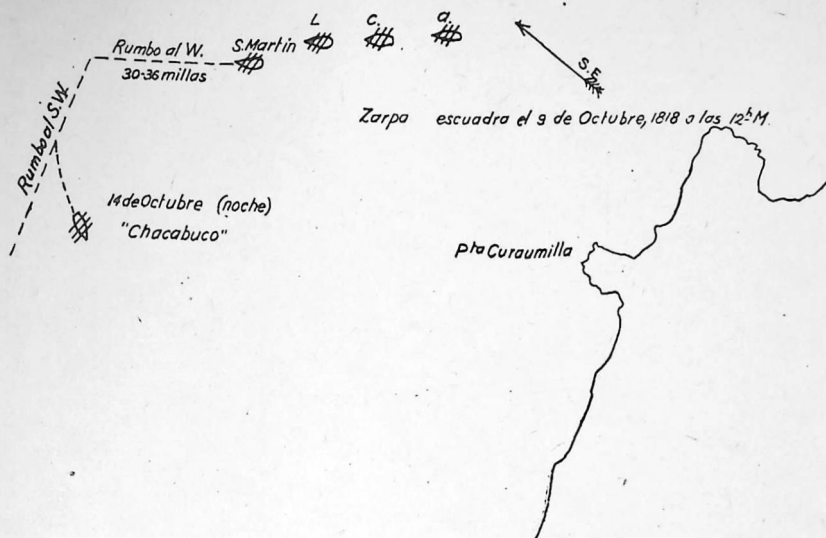 L c. a.
Rumbo al W. S. Martin
30-36 millas
S.E.
Zarpa escuadra el 9 de Octubre, 1818 a las 12h M.
Rumbo al S.W.
14 de Octubre (noche)
"Chacabuco"
Pta Curaumilla